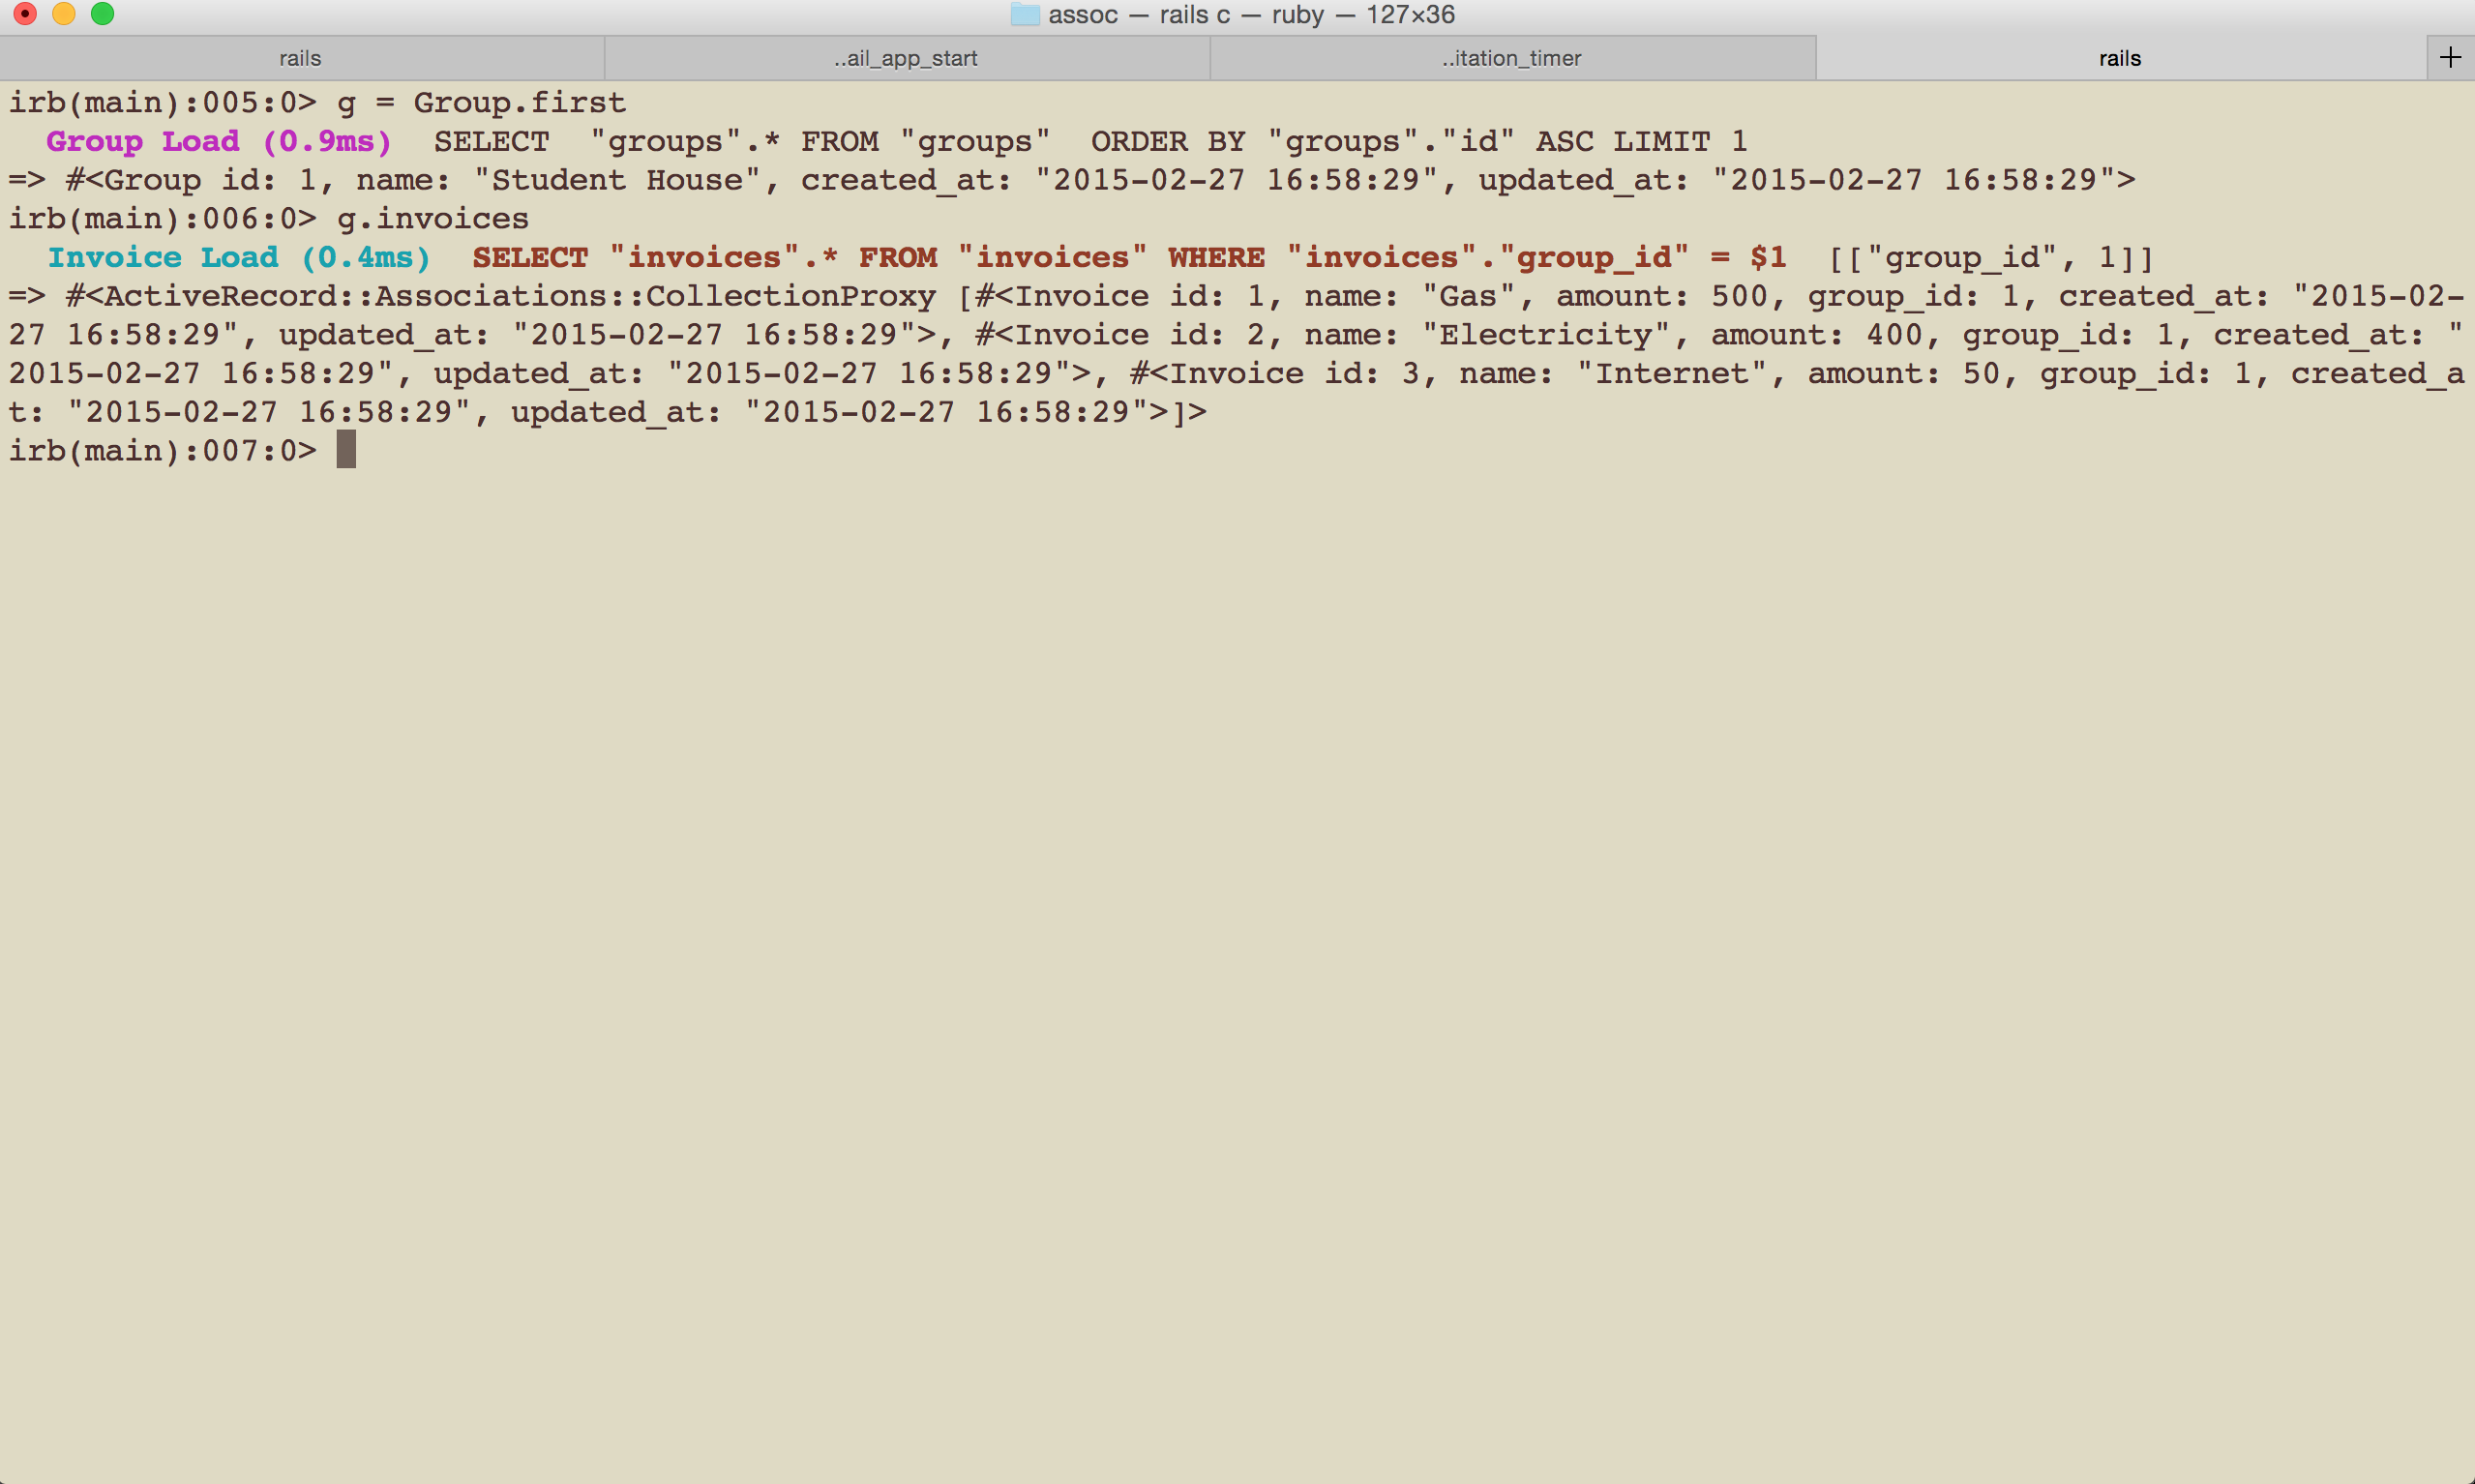 assoc — rails c — ruby — 127×36
rails
..ail_app_start
..itation_timer
rails
+
irb(main):005:0> g = Group.first
  Group Load (0.9ms)  SELECT  "groups".* FROM "groups"  ORDER BY "groups"."id" ASC LIMIT 1
=> #<Group id: 1, name: "Student House", created_at: "2015-02-27 16:58:29", updated_at: "2015-02-27 16:58:29">
irb(main):006:0> g.invoices
  Invoice Load (0.4ms)  SELECT "invoices".* FROM "invoices" WHERE "invoices"."group_id" = $1  [["group_id", 1]]
=> #<ActiveRecord::Associations::CollectionProxy [#<Invoice id: 1, name: "Gas", amount: 500, group_id: 1, created_at: "2015-02-
27 16:58:29", updated_at: "2015-02-27 16:58:29">, #<Invoice id: 2, name: "Electricity", amount: 400, group_id: 1, created_at: "
2015-02-27 16:58:29", updated_at: "2015-02-27 16:58:29">, #<Invoice id: 3, name: "Internet", amount: 50, group_id: 1, created_a
t: "2015-02-27 16:58:29", updated_at: "2015-02-27 16:58:29">]>
irb(main):007:0>